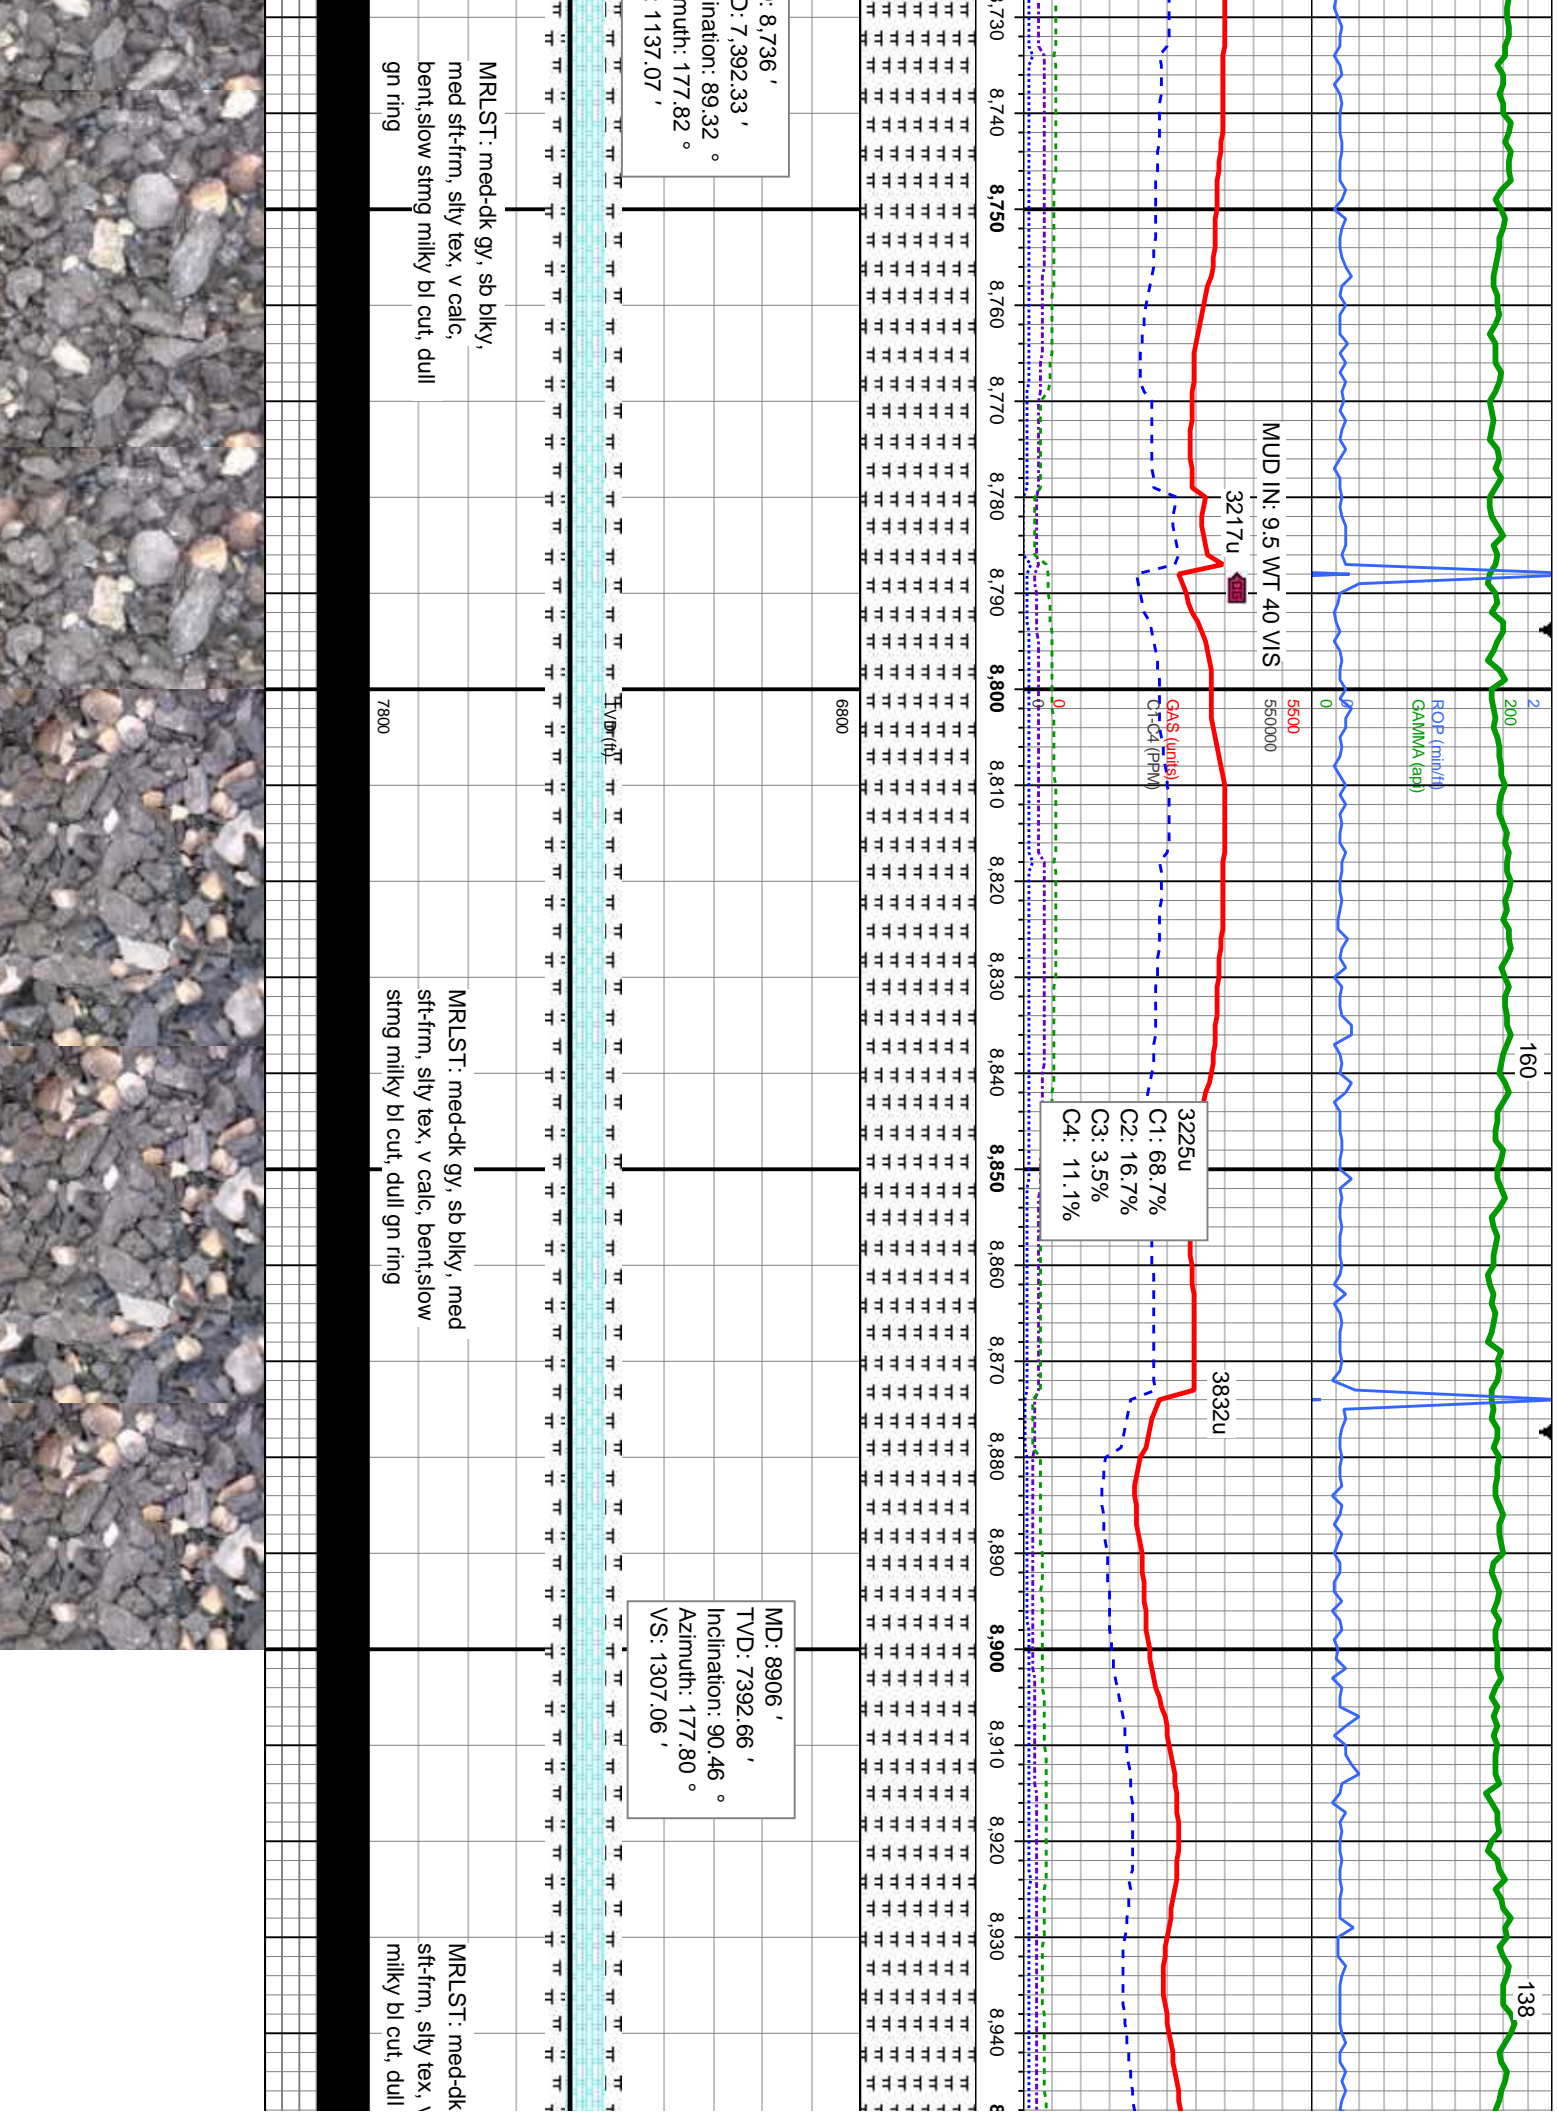 2
200
ROP (min/ft)
GAMMA (api)
0
0
160
138
5500
550000
GAS (units)
C1-C4 (PPM)
0
0
MUD IN: 9.5 WT 40 VIS
3217u
3832u
3225u
C1: 68.7%
C2: 16.7%
C3: 3.5%
C4: 11.1%
,730
8,740
8,750
8,760
8,770
8,780
8,790
8,800
8,810
8,820
8,830
8,840
8,850
8,860
8,870
8,880
8,890
8,900
8,910
8,920
8,930
8,940
6800
TVD (ft)
7800
: 8,736 '
D: 7,392.33 '
ination: 89.32 °
muth: 177.82 °
: 1137.07 '
MD: 8906 '
TVD: 7392.66 '
Inclination: 90.46 °
Azimuth: 177.80 °
VS: 1307.06 '
MRLST: med-dk gy, sb blky,
med sft-frm, slty tex, v calc,
bent,slow stmg milky bl cut, dull
gn ring
MRLST: med-dk gy, sb blky, med
sft-frm, slty tex, v calc, bent,slow
stmg milky bl cut, dull gn ring
MRLST: med-dk
sft-frm, slty tex,
milky bl cut, dull